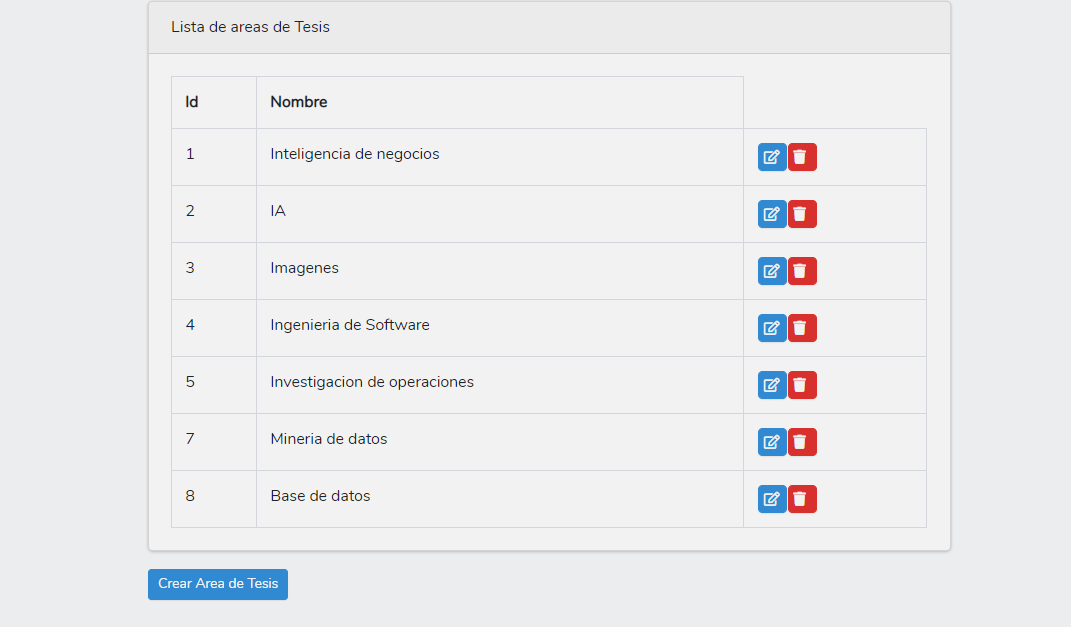 Lista de areas de Tesis
Id Nombre
1 Inteligencia de negocios
2 IA
3 Imagenes
4 Ingenieria de Software
5 Investigacion de operaciones
7 Mineria de datos
8 Base de datos
Crear Area de Tesis